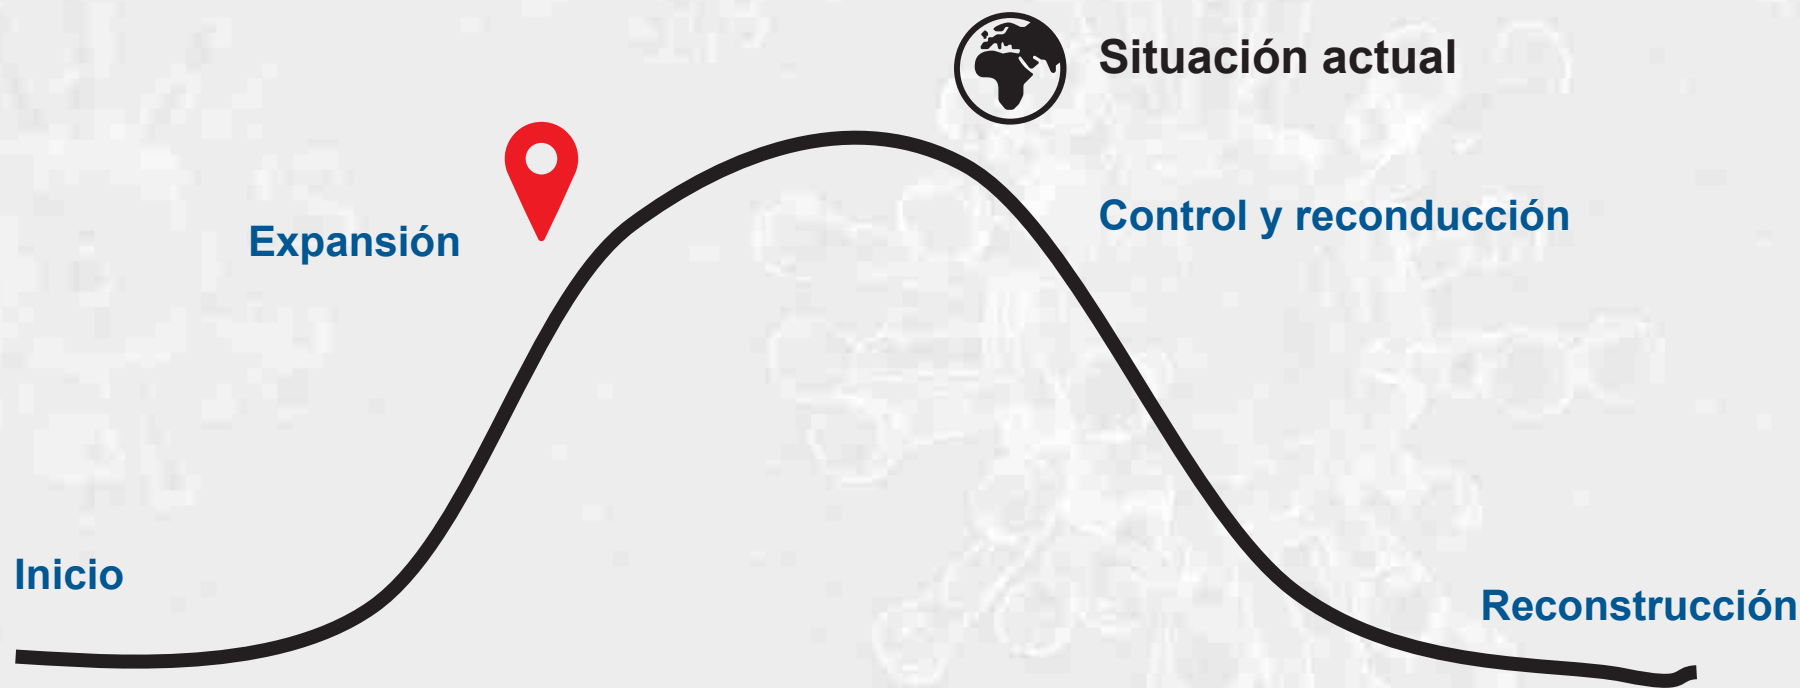 Situación actual
Expansión
Control y reconducción
Inicio
Reconstrucción